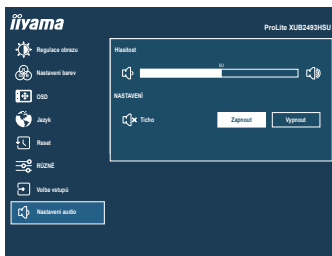 iiyama
ProLite XUB2493HSU
Regulace obrazu
Nastavení barev
OSD
Jazyk
Reset
RŮZNÉ
Volba vstupů
Nastavení audio
Hlasitost
50
NASTAVENÍ
Ticho
Zapnout
Vypnout